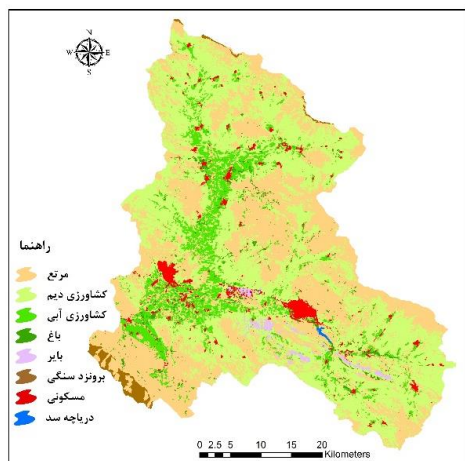 N
W E
S
راهنما
مرتع
کشاورزی دیم
کشاورزی آبی
باغ
بایر
برونزد سنگی
مسکونی
دریاچه سد
0 2.5 5 10 15 20
Kilometers